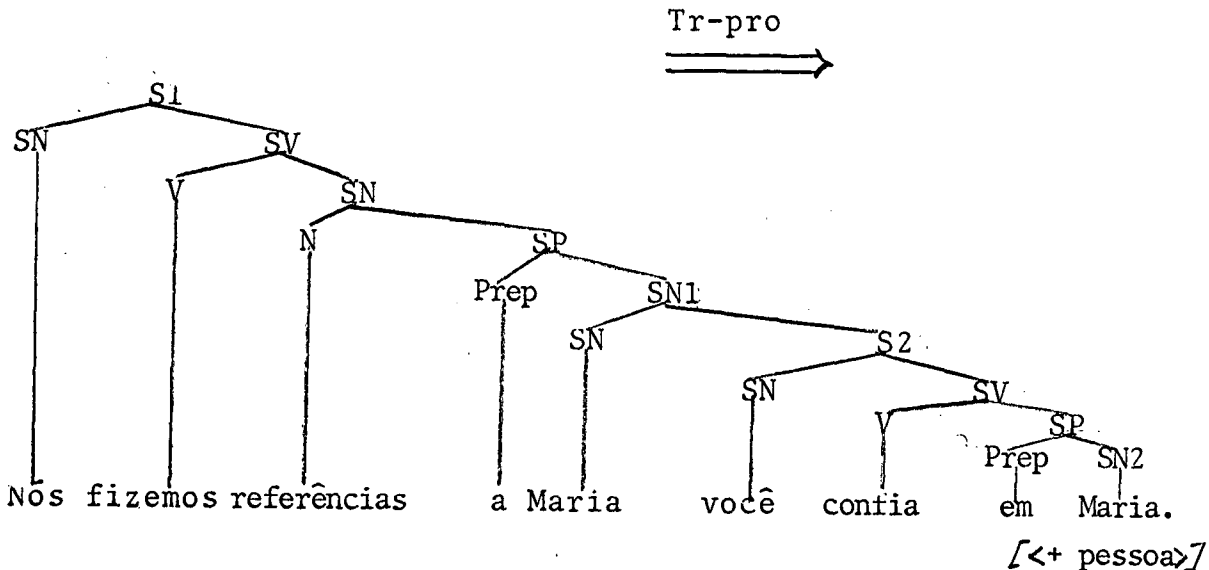 Tr-pro
S1
SN SV
V SN
N SP
Prep SN1
SN S2
SN SV
V SP
Prep SN2
Nós fizemos referências a Maria você confia em Maria.
[<+ pessoa>]